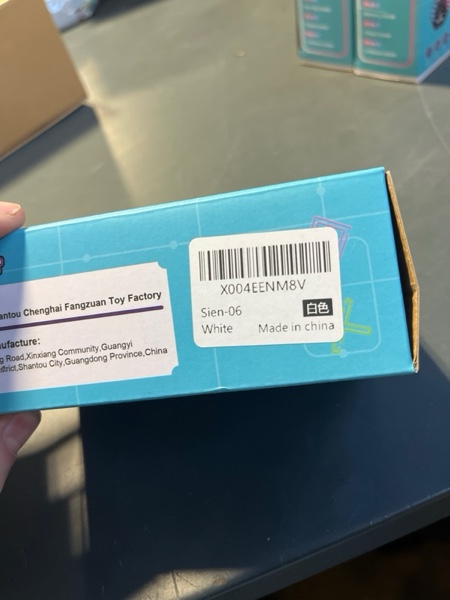 antou Chenghai Fangzuan Toy Factory
nufacture:
g Road,Xinxiang Community,Guangyi
istrict,Shantou City,Guangdong Province,China
X004EENM8V
Sien-06
白色
White
Made in china